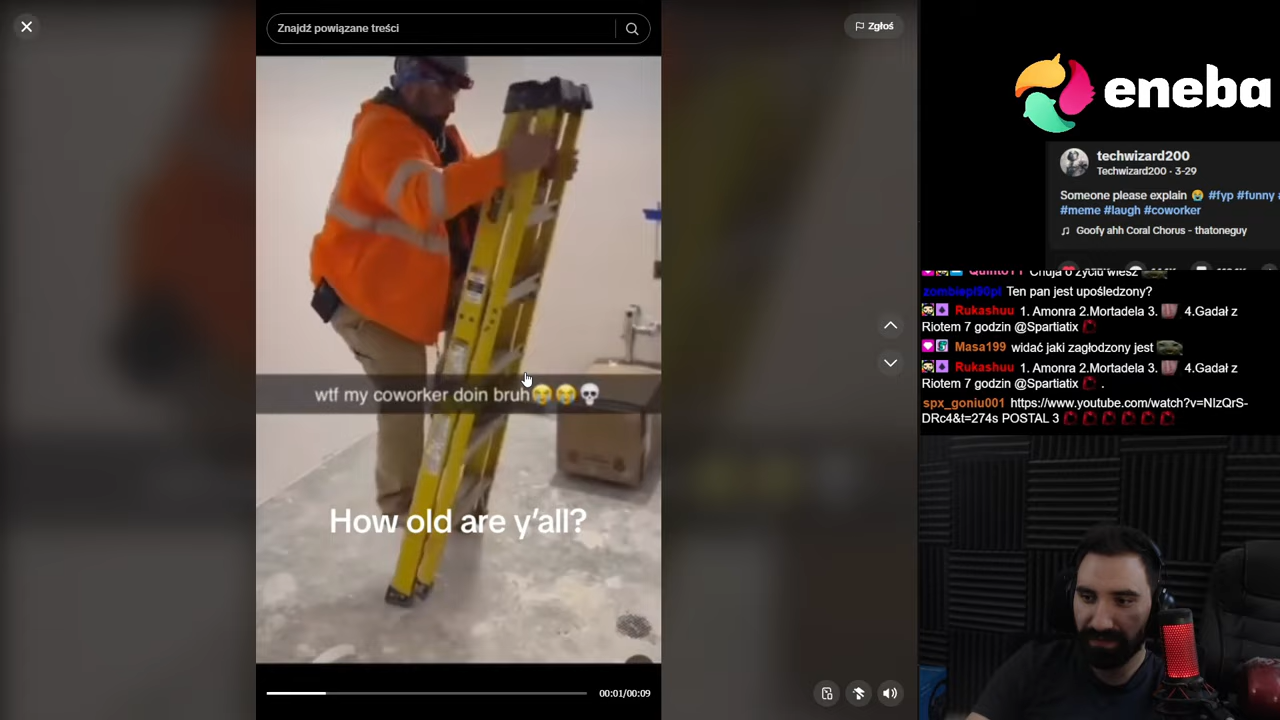 Znajdź powiązane treści
Zgłoś
wtf my coworker doin bruh😭😭💀
How old are y'all?
00:01/00:09
eneba
techwizard200
Techwizard200 · 3-29
Someone please explain 😭 #fyp #funny
#meme #laugh #coworker
Goofy ahh Coral Chorus - thatoneguy
Quinto11 Chuja o życiu wiesz
zombiepl90pl Ten pan jest upośledzony?
Rukashuu 1. Amonra 2.Mortadela 3. 4.Gadał z
Riotem 7 godzin @Spartiatix
Masa199 widać jaki zagłodzony jest
Rukashuu 1. Amonra 2.Mortadela 3. 4.Gadał z
Riotem 7 godzin @Spartiatix .
spx_goniu001 https://www.youtube.com/watch?v=NIzQrS-
DRc4&t=274s POSTAL 3